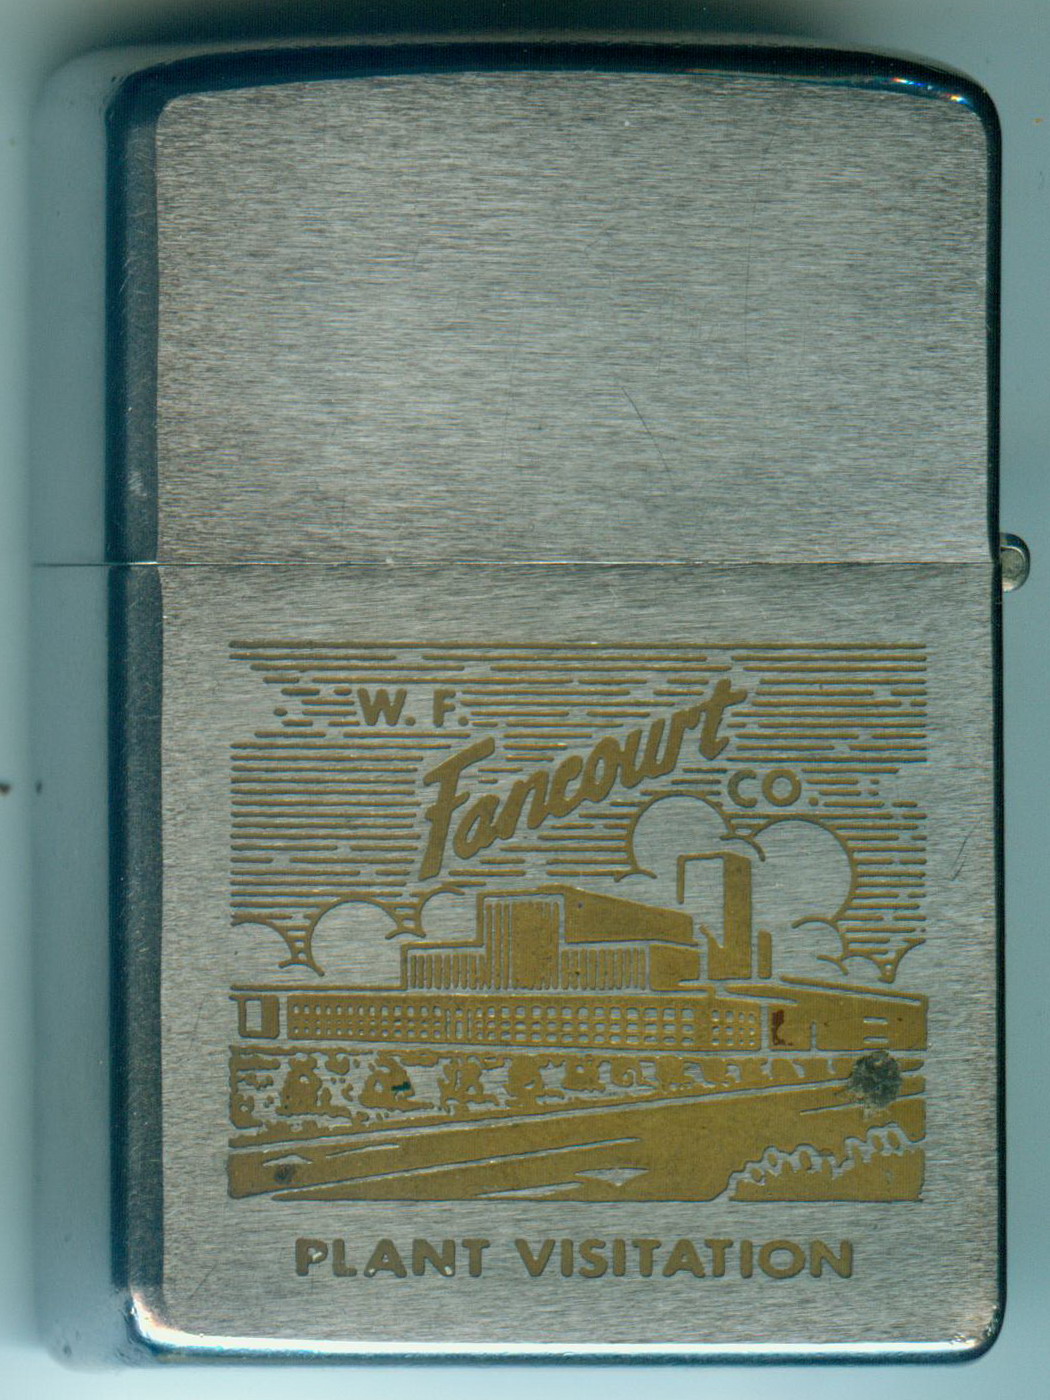 W. F.
Fancourt
CO.
PLANT VISITATION